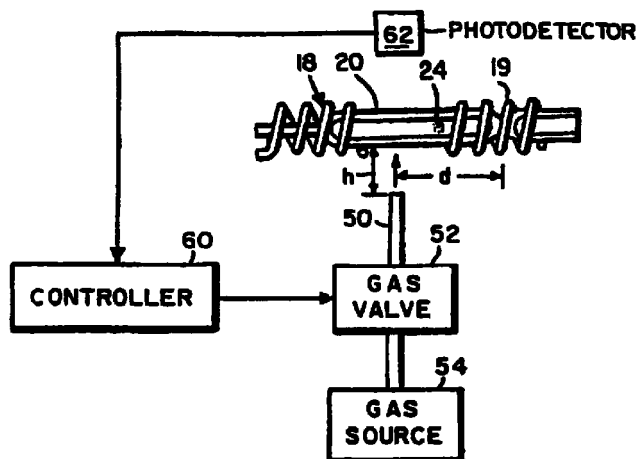 62
PHOTODETECTOR
18
20
24
19
h
d
50
60
52
CONTROLLER
GAS
VALVE
54
GAS
SOURCE